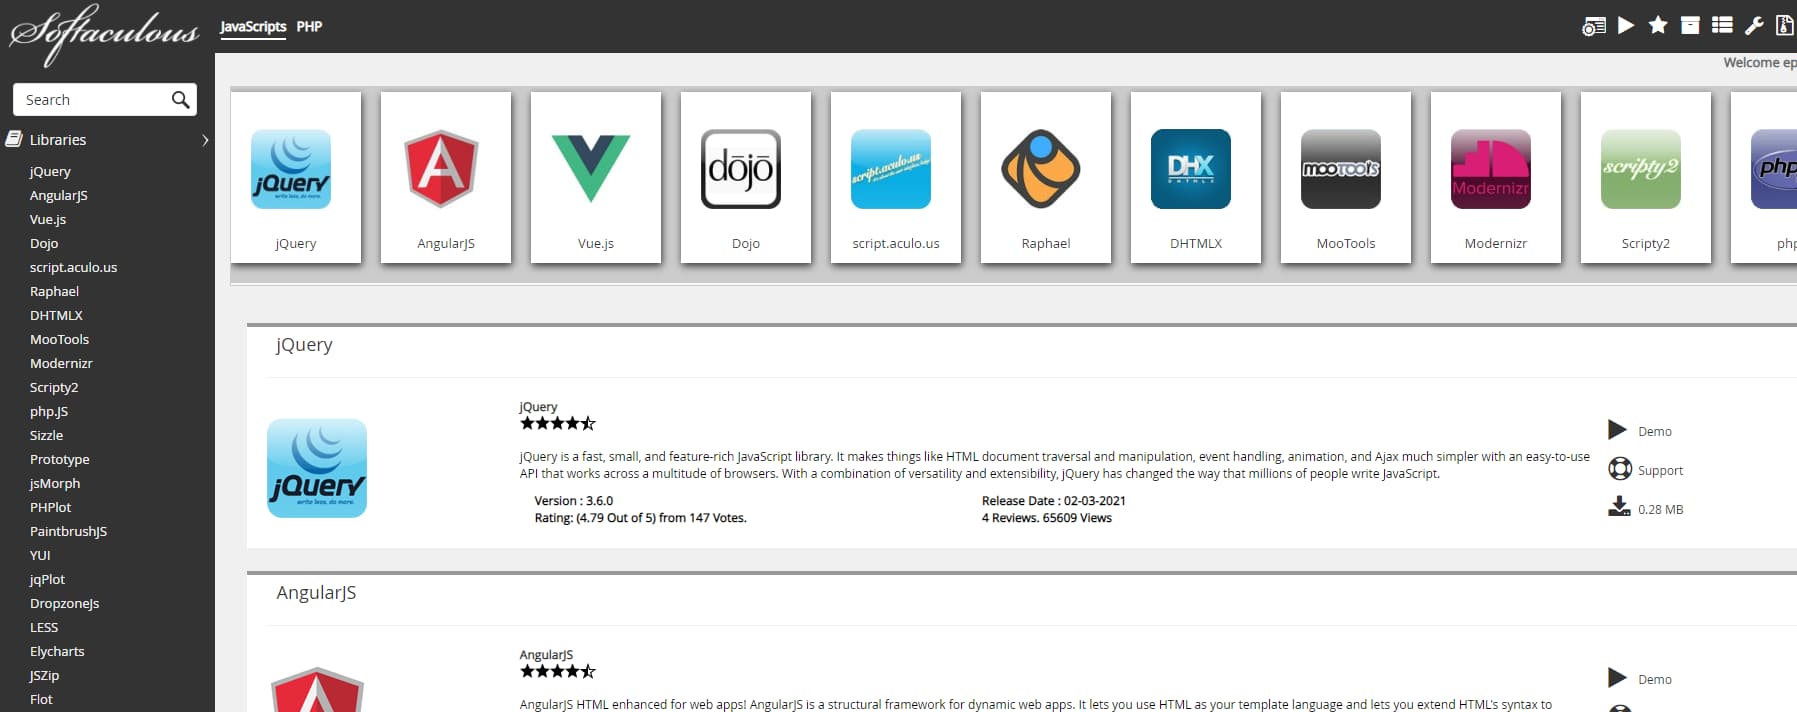 Softaculous
JavaScripts PHP
Welcome ep
Search
Libraries
jQuery
AngularJS
Vue.js
Dojo
script.aculo.us
Raphael
DHTMLX
MooTools
Modernizr
Scripty2
php.JS
Sizzle
Prototype
jsMorph
PHPlot
PaintbrushJS
YUI
jqPlot
DropzoneJs
LESS
Elycharts
JSZip
Flot
jQuery
write less, do more.
A
dōjō
script.aculo.us
DHX
DHTMLX
mooTools
Modernizr
scripty2
php
jQuery AngularJS Vue.js Dojo script.aculo.us Raphael DHTMLX MooTools Modernizr Scripty2 php
jQuery
jQuery
write less, do more.
jQuery
jQuery is a fast, small, and feature-rich JavaScript library. It makes things like HTML document traversal and manipulation, event handling, animation, and Ajax much simpler with an easy-to-use
API that works across a multitude of browsers. With a combination of versatility and extensibility, jQuery has changed the way that millions of people write JavaScript.
Version : 3.6.0 Release Date : 02-03-2021
Rating: (4.79 Out of 5) from 147 Votes. 4 Reviews. 65609 Views
Demo
Support
0.28 MB
AngularJS
AngularJS
AngularJS HTML enhanced for web apps! AngularJS is a structural framework for dynamic web apps. It lets you use HTML as your template language and lets you extend HTML's syntax to
Demo